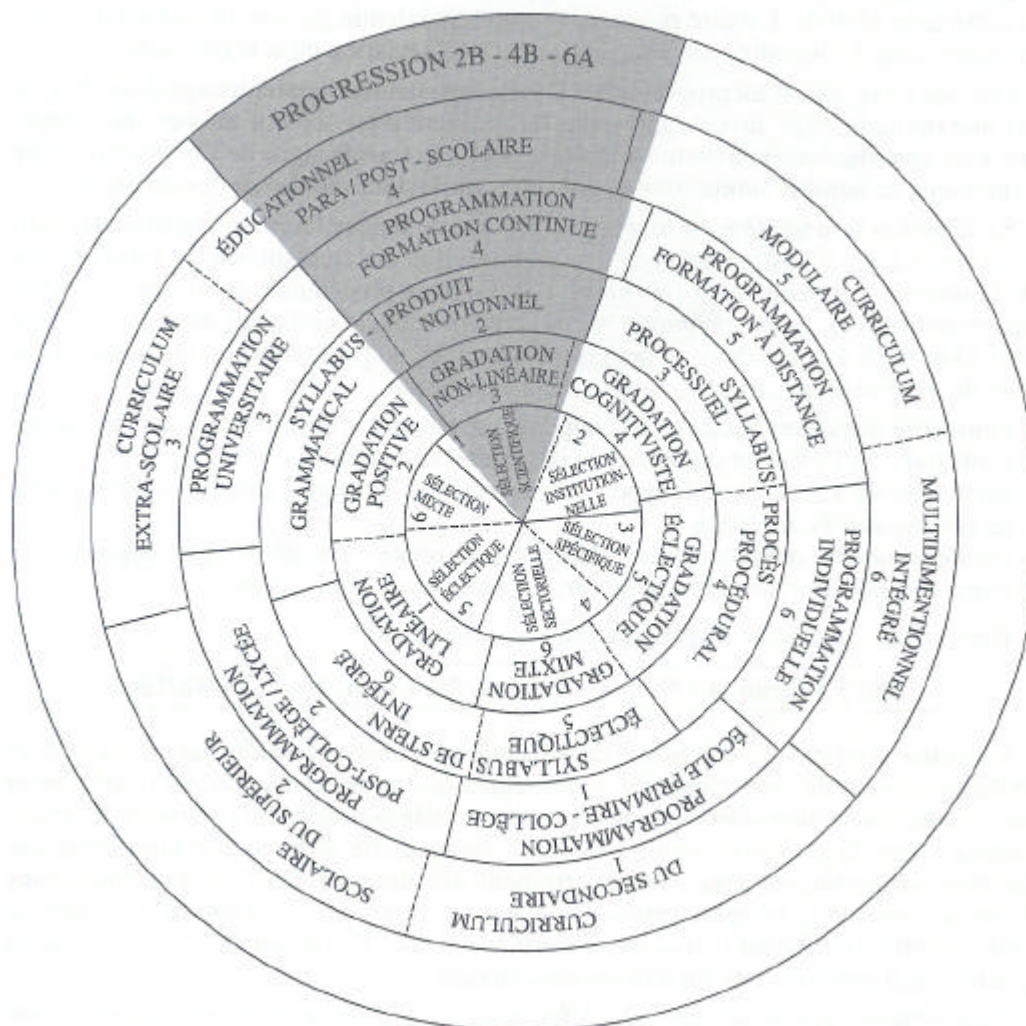 PROGRESSION 2B - 4B - 6A
ÉDUCATIONNEL
PARA / POST - SCOLAIRE
4
PROGRAMMATION
FORMATION CONTINUE
4
PRODUIT
NOTIONNEL
2
GRADATION
NON-LINÉAIRE
3
SÉLECTION
1
CURRICULUM
MODULAIRE
5
PROGRAMMATION
FORMATION À DISTANCE
5
SYLLABUS -
PROCESSUEL
3
GRADATION
COGNITIVISTE
4
2
SÉLECTION
INSTITUTION-
NELLE
MULTIDIMENTIONNEL
INTÉGRÉ
6
PROGRAMMATION
INDIVIDUELLE
6
PROCÈS
PROCÉDURAL
4
GRADATION
ÉCLECTIQUE
5
3
SÉLECTION
SPÉCIFIQUE
CURRICULUM
DU SECONDAIRE
1
PROGRAMMATION
ÉCOLE PRIMAIRE - COLLÈGE
1
SYLLABUS
ÉCLECTIQUE
5
GRADATION
MIXTE
6
4
SÉLECTION
SECTORIELLE
SCOLAIRE
DU SUPÉRIEUR
2
PROGRAMMATION
POST-COLLÈGE / LYCÉE
2
DE STERN
INTÉGRÉ
6
GRADATION
LINÉAIRE
1
5
SÉLECTION
ÉCLECTIQUE
CURRICULUM
EXTRA-SCOLAIRE
3
PROGRAMMATION
UNIVERSITAIRE
3
SYLLABUS -
GRAMMATICAL
1
GRADATION
POSITIVE
2
SÉLECTION
MIXTE
6